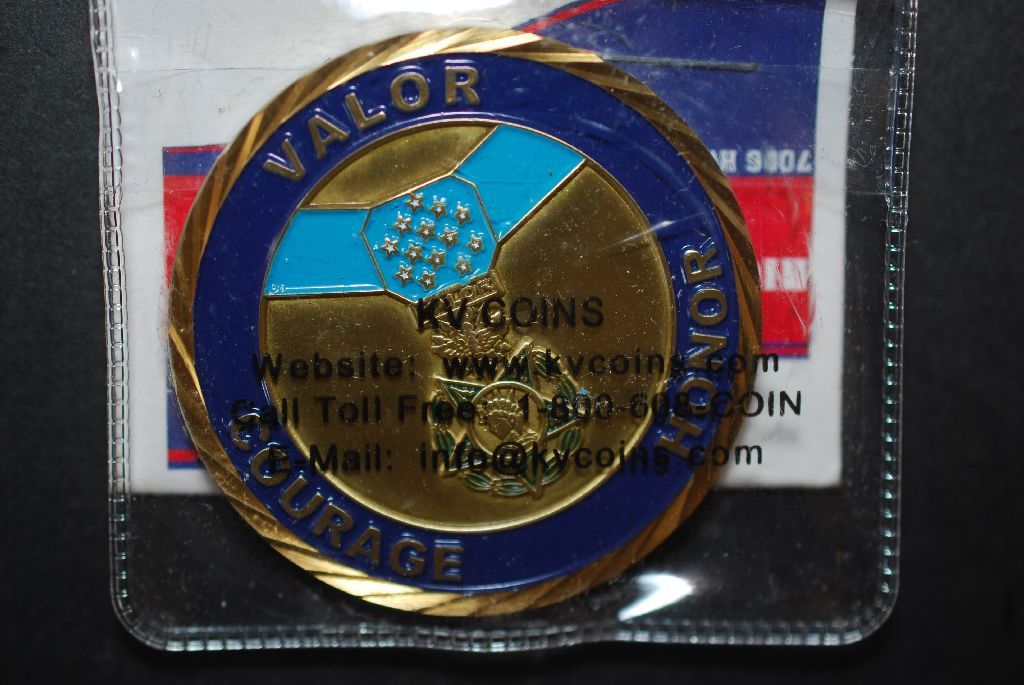 VALOR
HONOR
COURAGE
KV COINS
Website: www.kvcoins.com
Call Toll Free: 1-800-608-COIN
E-Mail: info@kvcoins.com